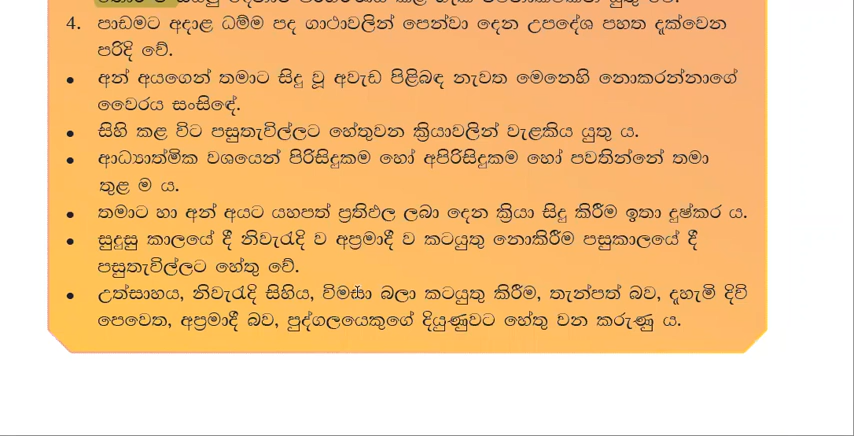 4. පාඩමට අදාළ ධම්ම පද ගාථාවලින් පෙන්වා දෙන උපදේශ පහත දැක්වෙන
පරිදි වේ.
• අන් අයගෙන් තමාට සිදු වූ අවැඩ පිළිබඳ නැවත මෙනෙහි නොකරන්නාගේ
වෛරය සංසිඳේ.
• සිහි කළ විට පසුතැවිල්ලට හේතුවන ක්‍රියාවලින් වැළකිය යුතු ය.
• ආධ්‍යාත්මික වශයෙන් පිරිසිදුකම හෝ අපිරිසිදුකම හෝ පවතින්නේ තමා
තුළ ම ය.
• තමාට හා අන් අයට යහපත් ප්‍රතිඵල ලබා දෙන ක්‍රියා සිදු කිරීම ඉතා දුෂ්කර ය.
• සුදුසු කාලයේ දී නිවැරැදි ව අප්‍රමාදී ව කටයුතු නොකිරීම පසුකාලයේ දී
පසුතැවිල්ලට හේතු වේ.
• උත්සාහය, නිවැරැදි සිහිය, විමසා බලා කටයුතු කිරීම, තැන්පත් බව, දැහැමි දිවි
පෙවෙත, අප්‍රමාදී බව, පුද්ගලයෙකුගේ දියුණුවට හේතු වන කරුණු ය.